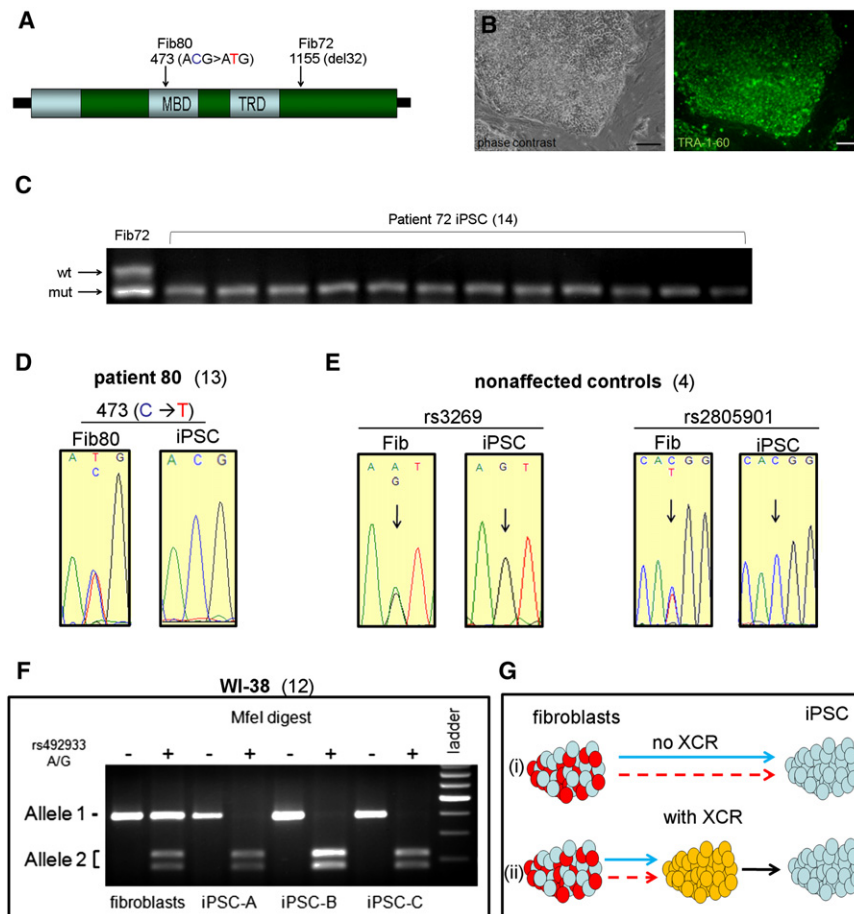 A
Fib80
473 (ACG>ATG)
Fib72
1155 (del32)
MBD
TRD
B
phase contrast
TRA-1-60
C
Patient 72 iPSC (14)
Fib72
wt
mut
D
patient 80 (13)
473 (C →T)
Fib80
iPSC
A T G
C
A C G
E
nonaffected controls (4)
rs3269
rs2805901
Fib
iPSC
Fib
iPSC
A A T
G
A G T
C A C G G
T
C A C G G
F
WI-38 (12)
MfeI digest
ladder
rs492933
A/G
- + - + - + - +
Allele 1 -
Allele 2 [
fibroblasts iPSC-A iPSC-B iPSC-C
G
fibroblasts
iPSC
(i)
no XCR
with XCR
(ii)